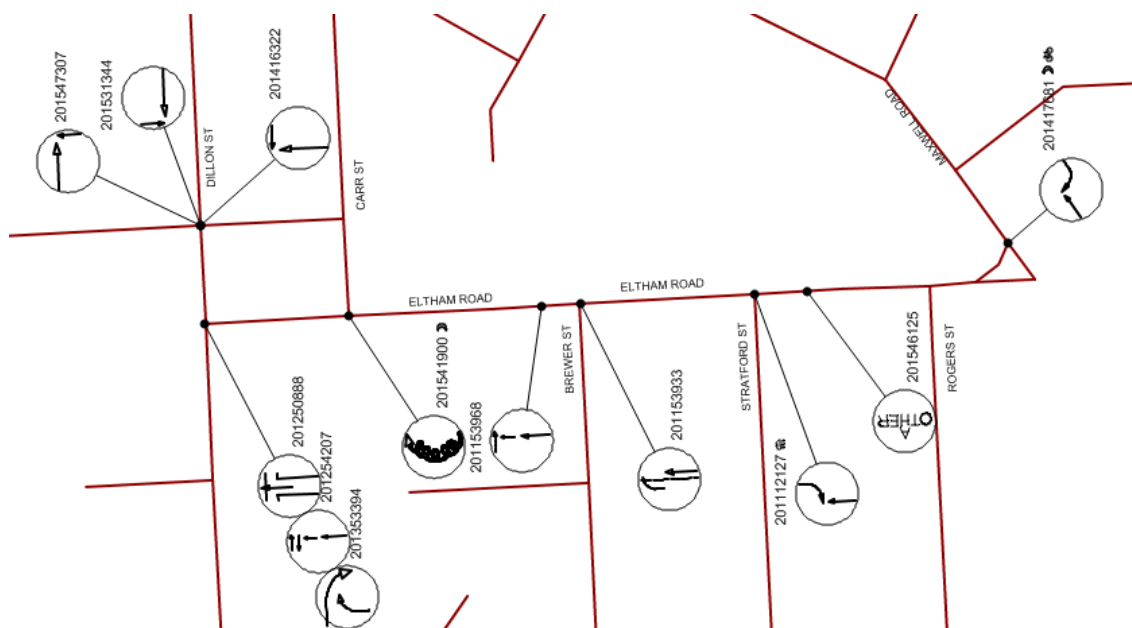 201547307
201531344
201416322
DILLON ST
CARR ST
MAXWELL ROAD
201417681
ELTHAM ROAD
ELTHAM ROAD
201541900
201153968
BREWER ST
201153933
STRATFORD ST
201546125
ROGERS ST
A
OTHER
201112127
201250888
201254207
201353394